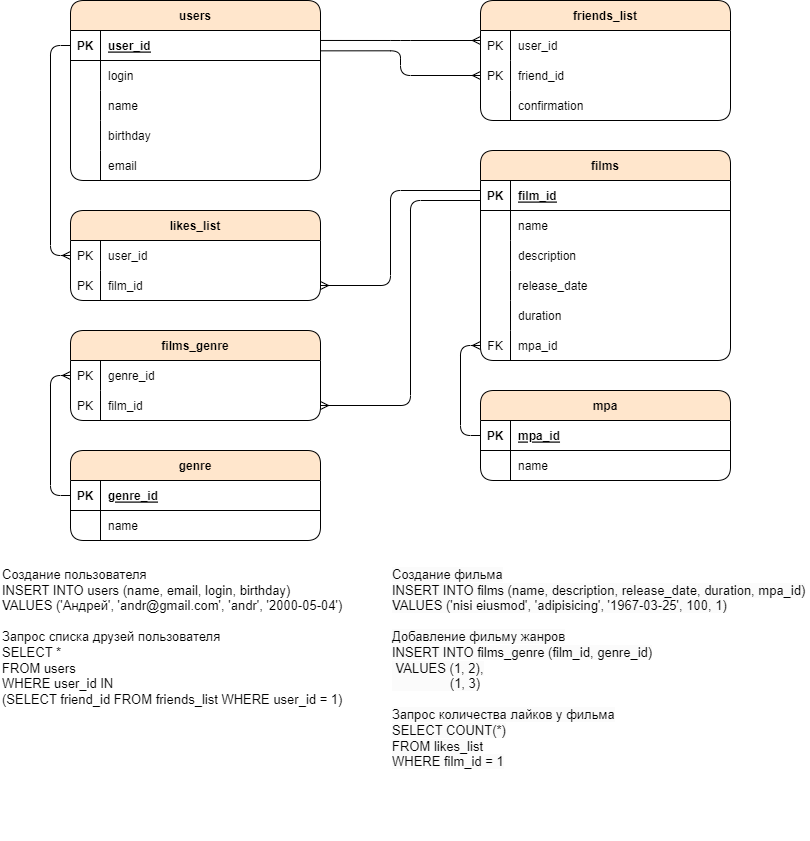 users
PK user_id
login
name
birthday
email
friends_list
PK user_id
PK friend_id
confirmation
likes_list
PK user_id
PK film_id
films
PK film_id
name
description
release_date
duration
FK mpa_id
films_genre
PK genre_id
PK film_id
mpa
PK mpa_id
name
genre
PK genre_id
name
Создание пользователя
INSERT INTO users (name, email, login, birthday)
VALUES ('Андрей', 'andr@gmail.com', 'andr', '2000-05-04')
Запрос списка друзей пользователя
SELECT *
FROM users
WHERE user_id IN
(SELECT friend_id FROM friends_list WHERE user_id = 1)
Создание фильма
INSERT INTO films (name, description, release_date, duration, mpa_id)
VALUES ('nisi eiusmod', 'adipisicing', '1967-03-25', 100, 1)
Добавление фильму жанров
INSERT INTO films_genre (film_id, genre_id)
VALUES (1, 2),
(1, 3)
Запрос количества лайков у фильма
SELECT COUNT(*)
FROM likes_list
WHERE film_id = 1